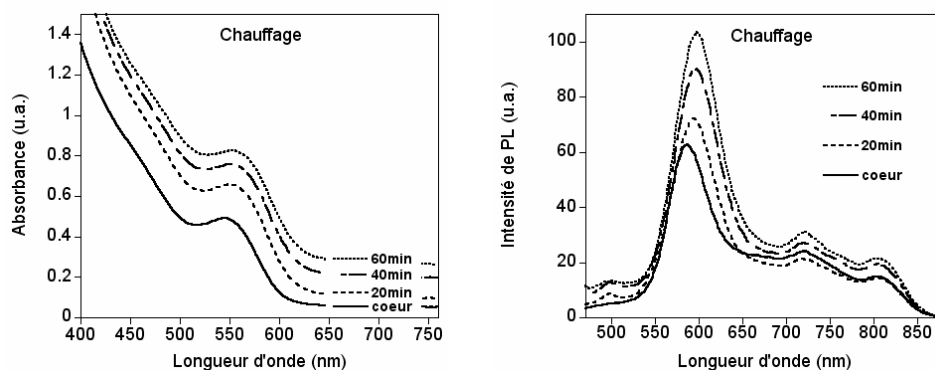 Chauffage
Absorbance (u.a.)
1.4
1.2
1
0.8
0.6
0.4
0.2
0
60min
40min
20min
coeur
400 450 500 550 600 650 700 750
Longueur d'onde (nm)
Chauffage
Intensité de PL (u.a.)
100
80
60
40
20
0
60min
40min
20min
coeur
500 550 600 650 700 750 800 850
Longueur d'onde (nm)